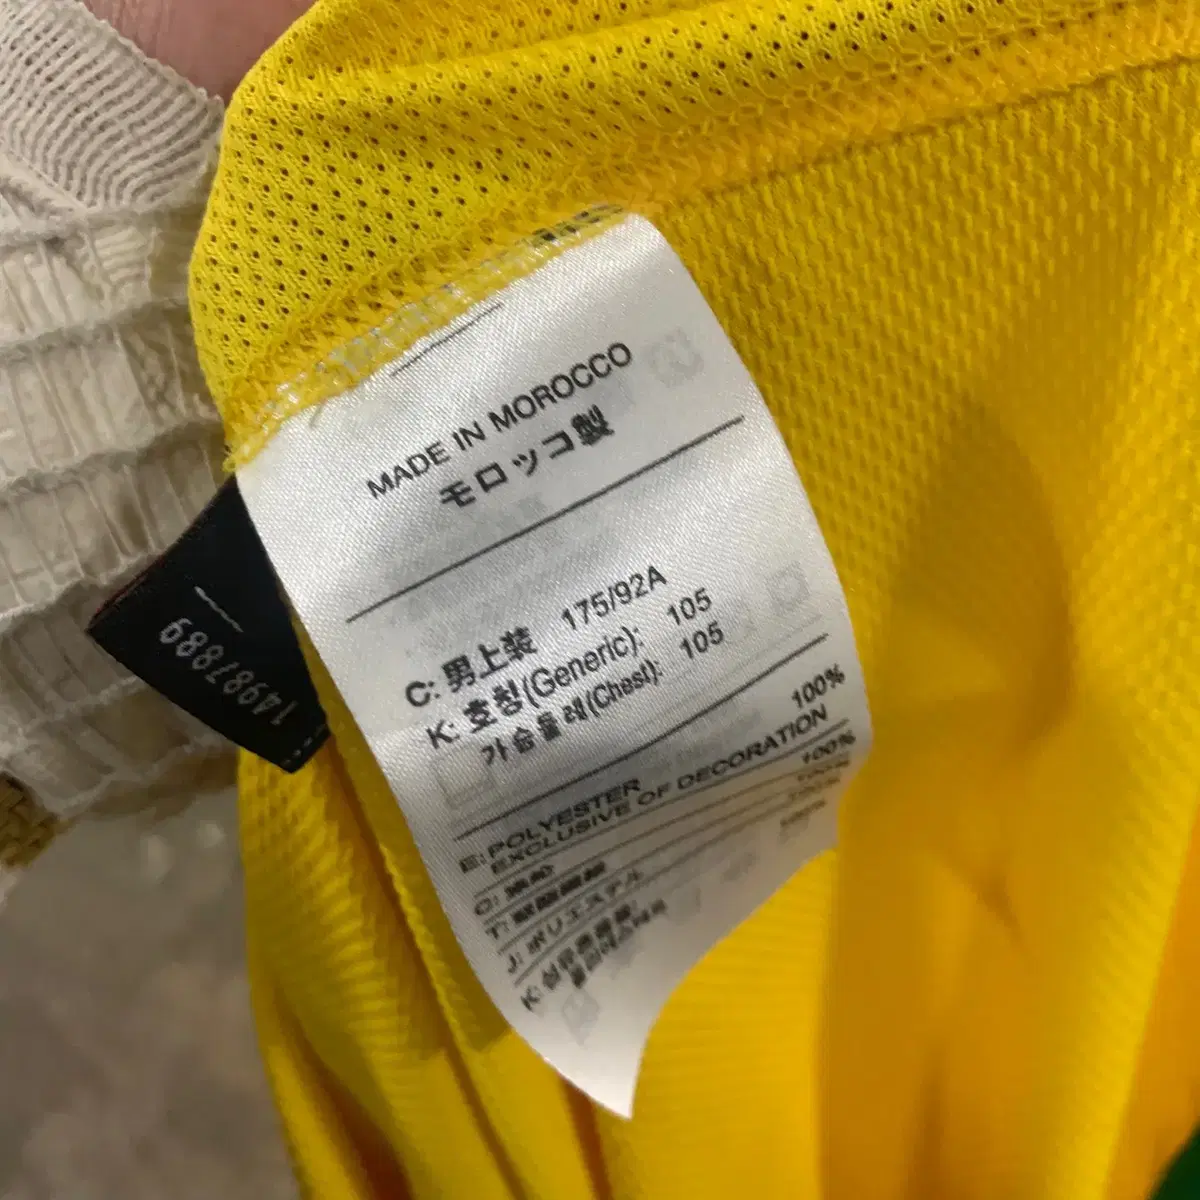 MADE IN MOROCCO
モロッコ製
C: 男上装 175/92A
K: 호칭(Generic): 105
가슴둘레(Chest): 105
E: POLYESTER 100%
EXCLUSIVE OF DECORATION
100%
J: ポリエステル
14987889